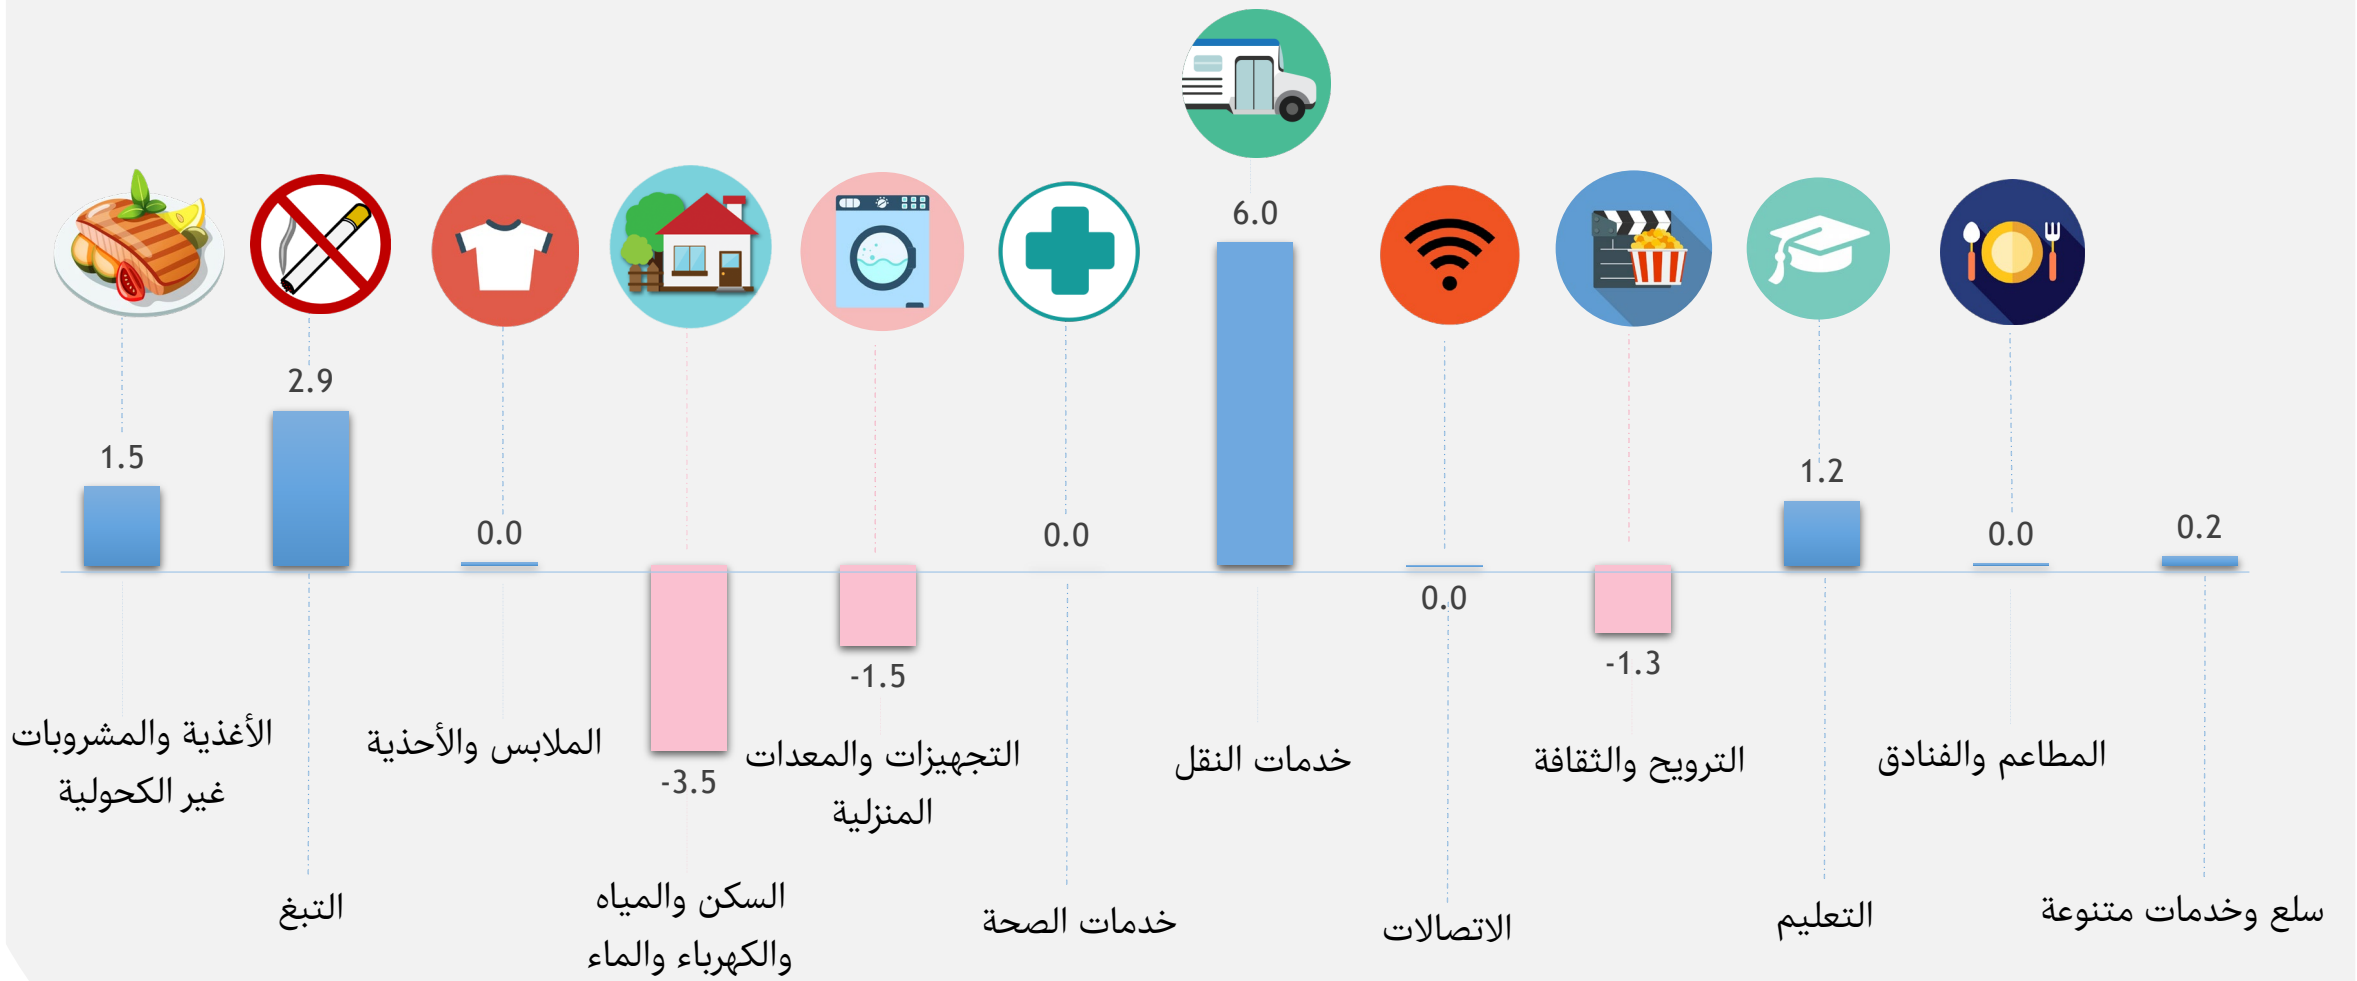 6.0
2.9
1.5
0.0
0.0
1.2
0.0
0.2
0.0
-1.5
-1.3
-3.5
الأغذية والمشروبات
غير الكحولية
التبغ
الملابس والأحذية
السكن والمياه
والكهرباء والماء
التجهيزات والمعدات
المنزلية
خدمات الصحة
خدمات النقل
الاتصالات
الترويح والثقافة
التعليم
المطاعم والفنادق
سلع وخدمات متنوعة